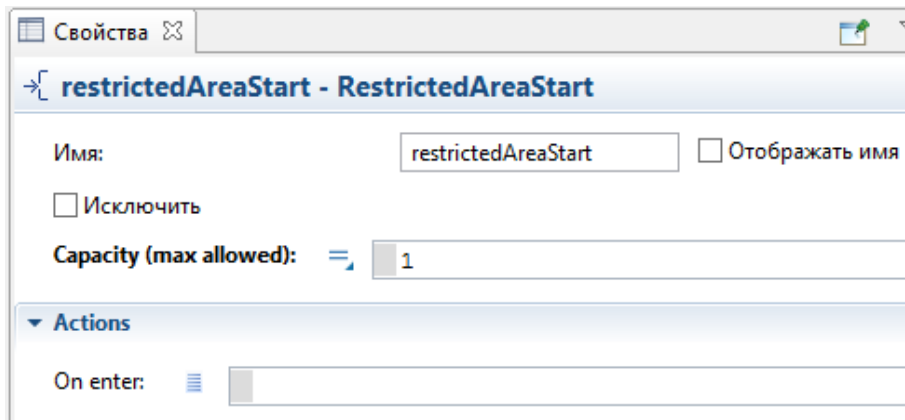 Свойства
restrictedAreaStart - RestrictedAreaStart
Имя: restrictedAreaStart Отображать имя
Исключить
Capacity (max allowed): 1
Actions
On enter: